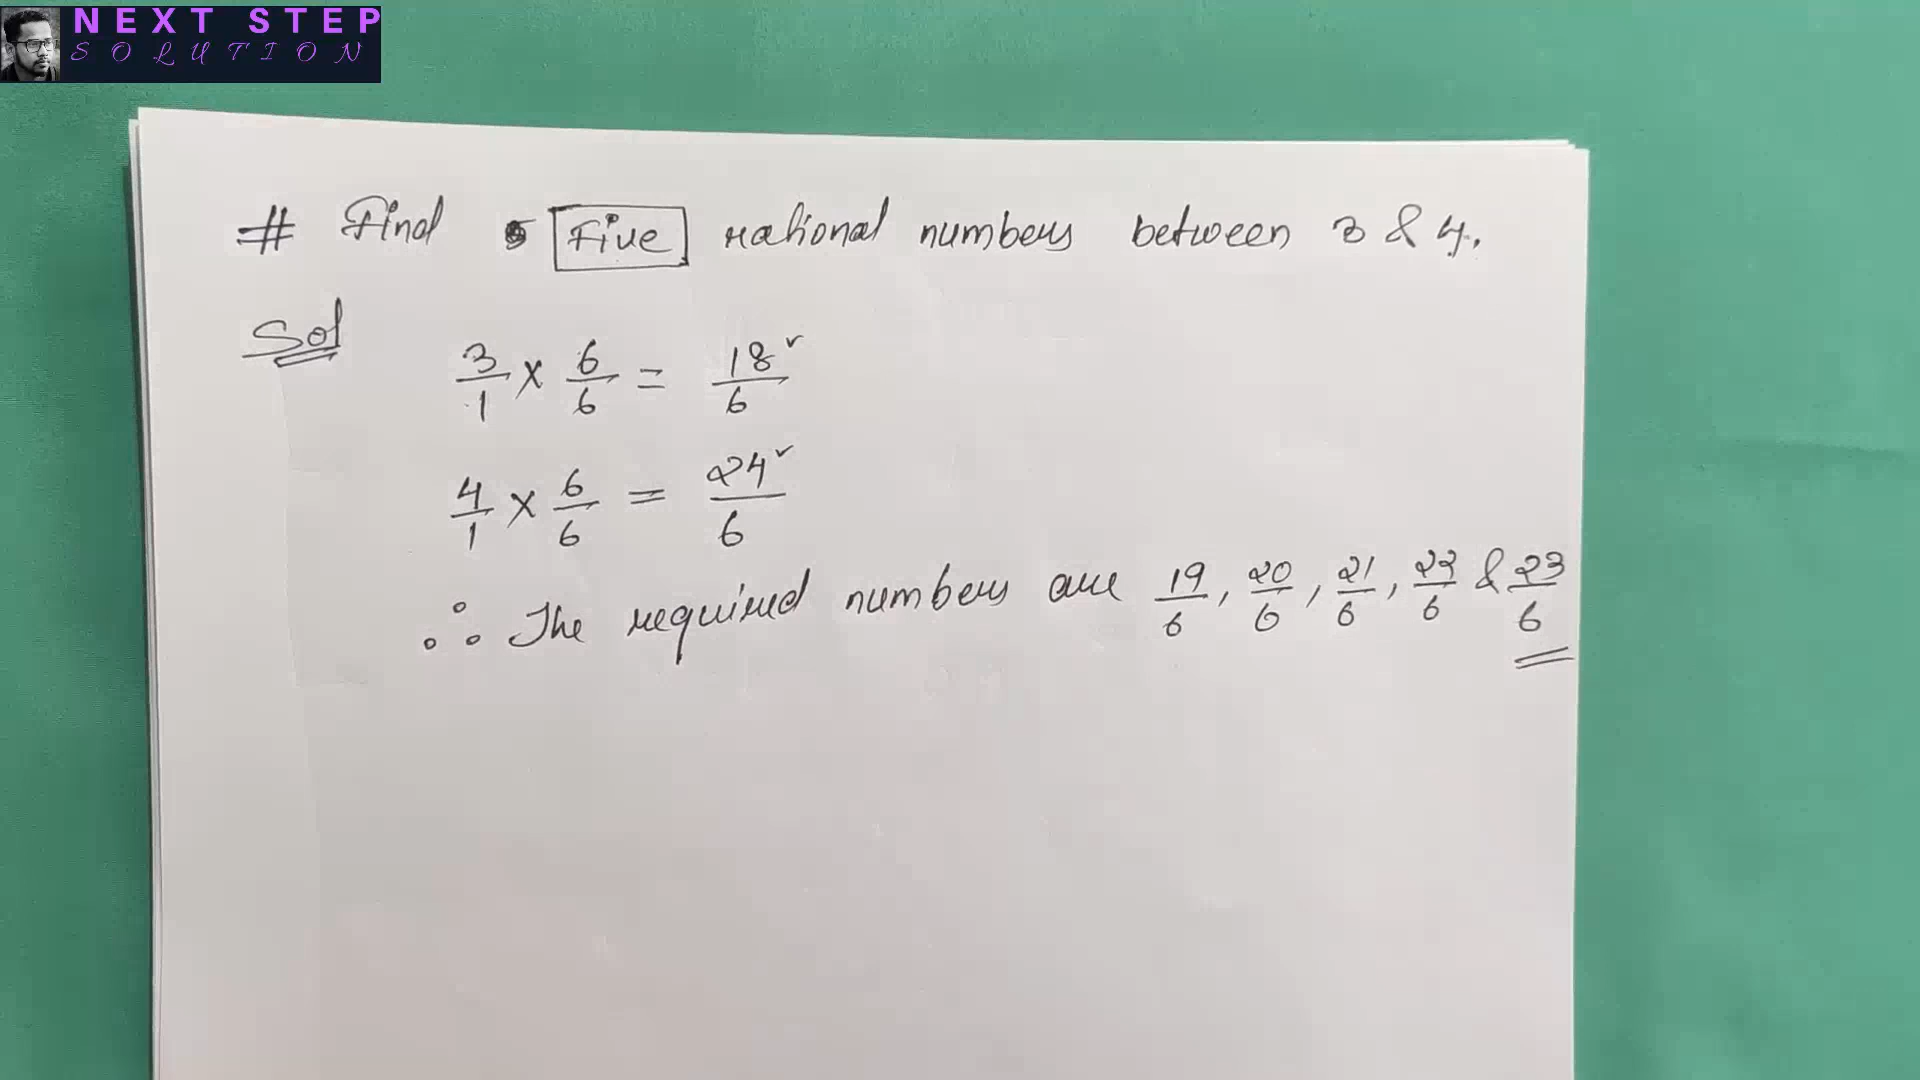 NEXT STEP
SOLUTION
# Find Five rational numbers between 3 & 4.
Sol
3/1 × 6/6 = 18/6
4/1 × 6/6 = 24/6
∴ The required numbers are 19/6, 20/6, 21/6, 22/6 & 23/6